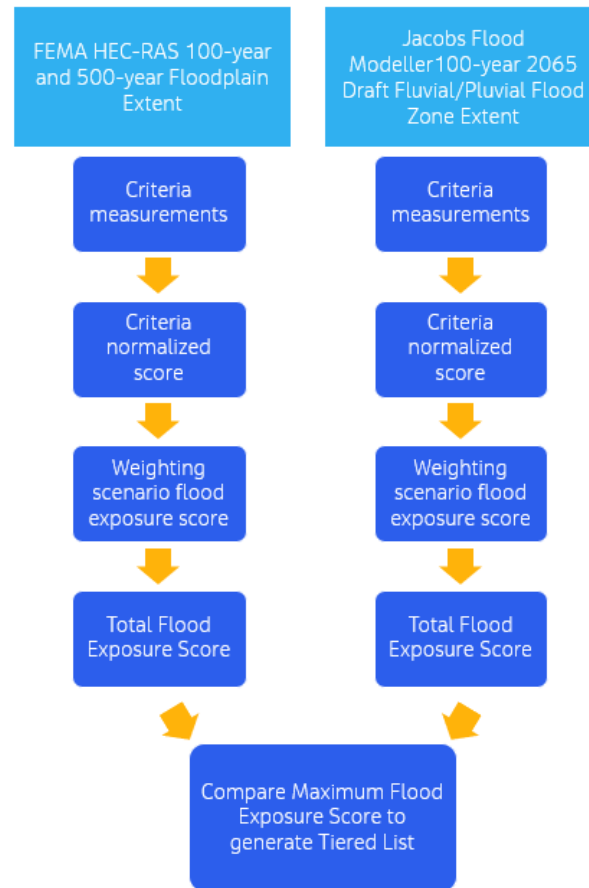 FEMA HEC-RAS 100-year
and 500-year Floodplain
Extent
Jacobs Flood
Modeller100-year 2065
Draft Fluvial/Pluvial Flood
Zone Extent
Criteria
measurements
Criteria
measurements
Criteria
normalized
score
Criteria
normalized
score
Weighting
scenario flood
exposure score
Weighting
scenario flood
exposure score
Total Flood
Exposure Score
Total Flood
Exposure Score
Compare Maximum Flood
Exposure Score to
generate Tiered List